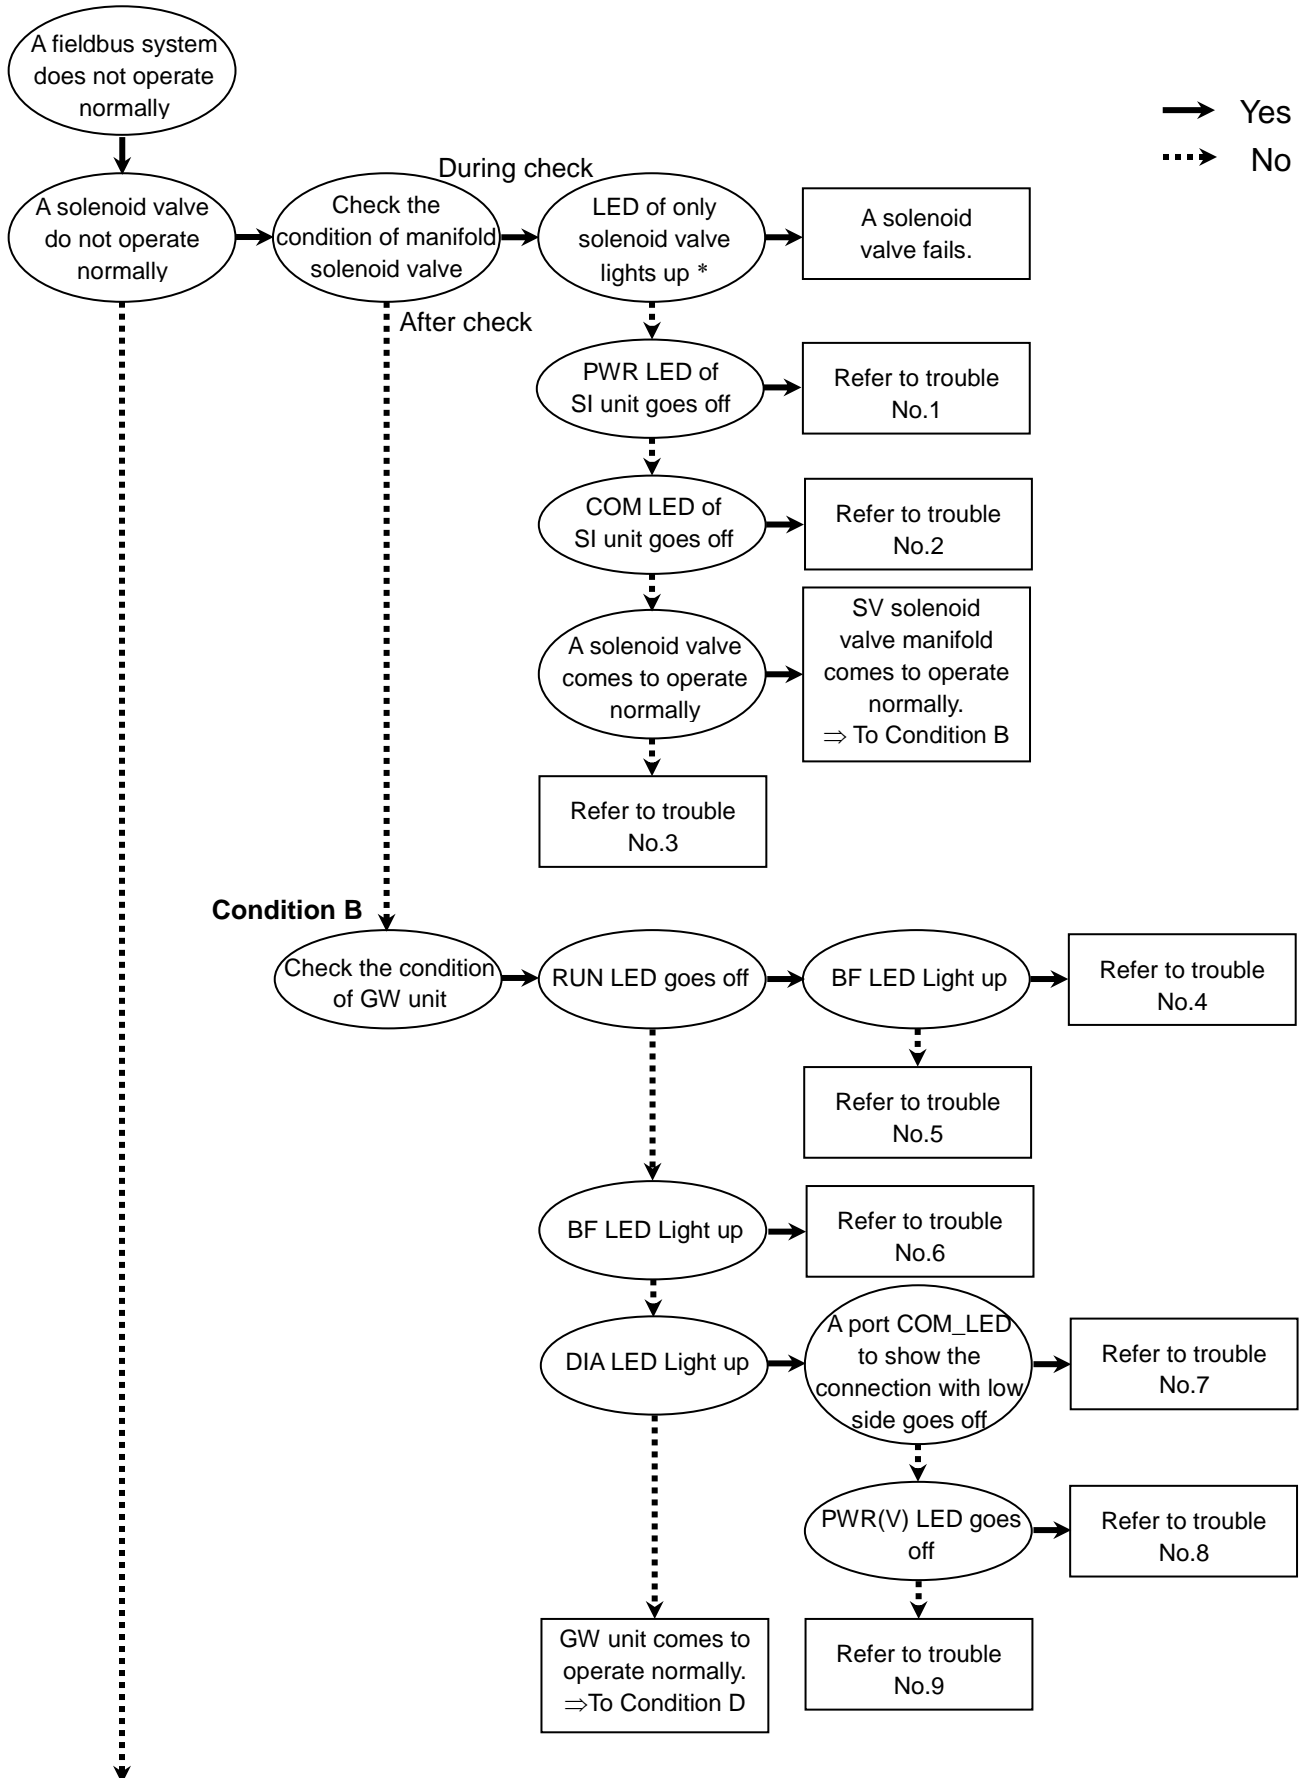 A fieldbus system
does not operate
normally
Yes
No
A solenoid valve
do not operate
normally
Check the
condition of manifold
solenoid valve
During check
After check
LED of only
solenoid valve
lights up *
A solenoid
valve fails.
PWR LED of
SI unit goes off
Refer to trouble
No.1
COM LED of
SI unit goes off
Refer to trouble
No.2
A solenoid valve
comes to operate
normally
SV solenoid
valve manifold
comes to operate
normally.
⇒ To Condition B
Refer to trouble
No.3
Condition B
Check the condition
of GW unit
RUN LED goes off
BF LED Light up
Refer to trouble
No.4
Refer to trouble
No.5
BF LED Light up
Refer to trouble
No.6
DIA LED Light up
A port COM_LED
to show the
connection with low
side goes off
Refer to trouble
No.7
PWR(V) LED goes
off
Refer to trouble
No.8
GW unit comes to
operate normally.
⇒To Condition D
Refer to trouble
No.9